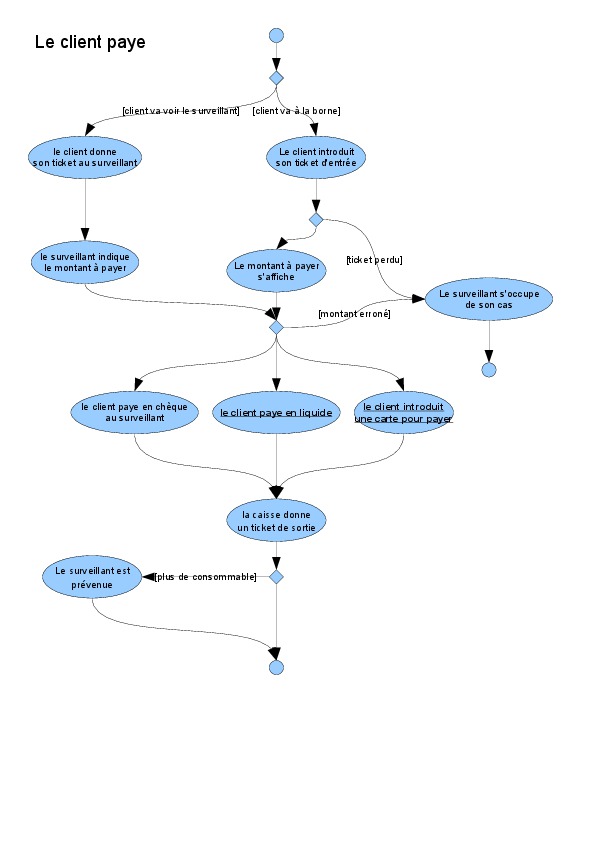 Le client paye
[client va voir le surveillant]
[client va à la borne]
le client donne
son ticket au surveillant
Le client introduit
son ticket d'entrée
le surveillant indique
le montant à payer
Le montant à payer
s'affiche
[ticket perdu]
Le surveillant s'occupe
de son cas
[montant erroné]
le client paye en chèque
au surveillant
le client paye en liquide
le client introduit
une carte pour payer
la caisse donne
un ticket de sortie
Le surveillant est
prévenue
[plus de consommable]